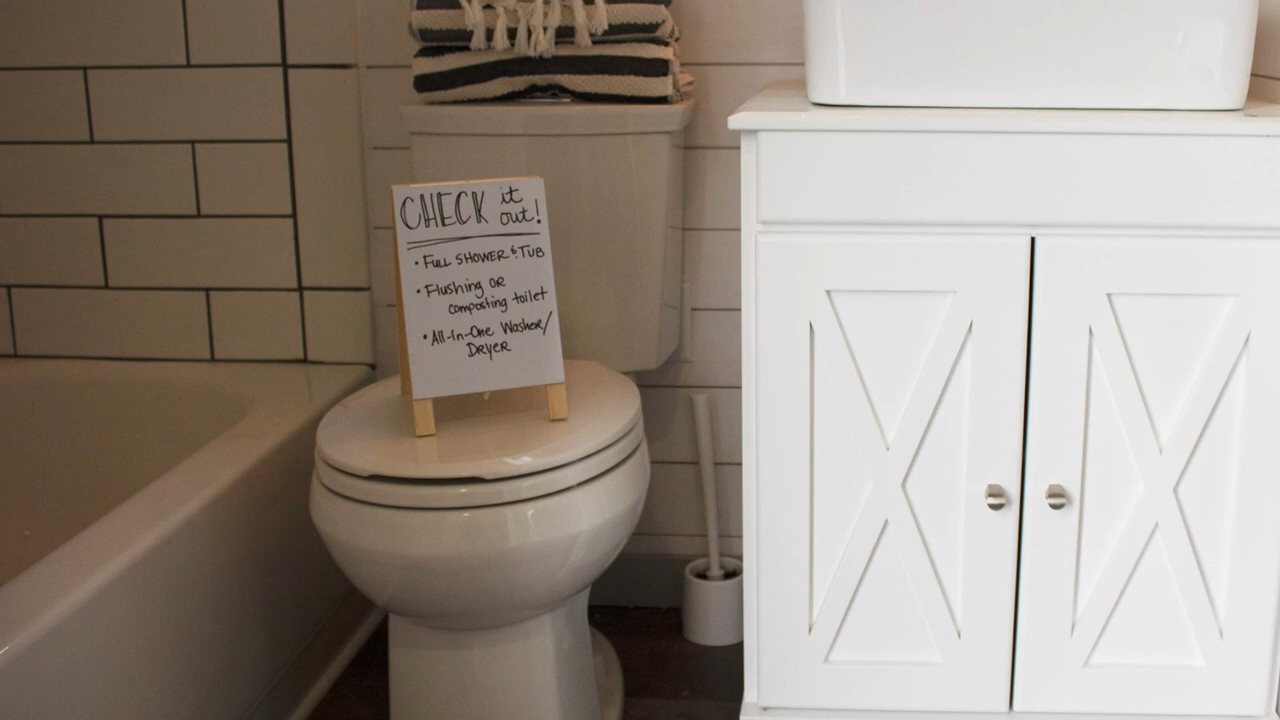 CHECK it
out!
• FULL SHOWER & TUB
• Flushing OR
composting toilet
• All-In-One Washer/
Dryer